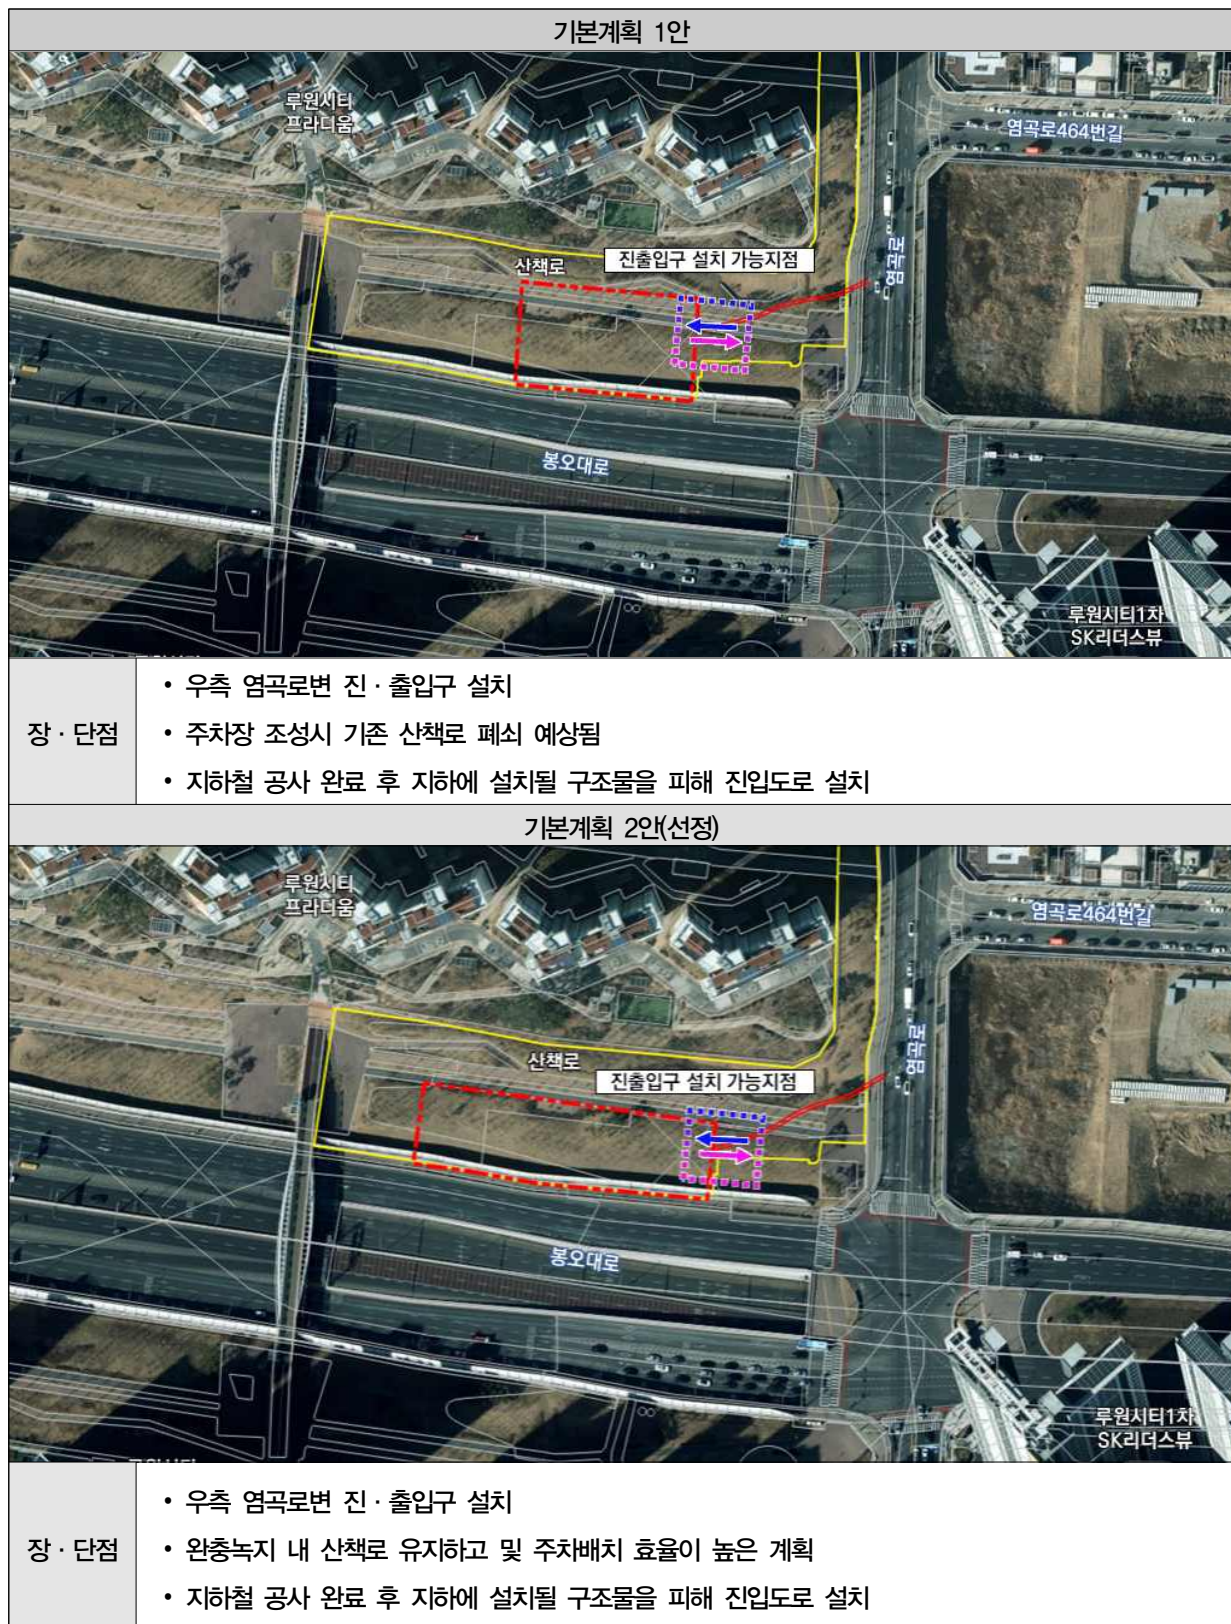 기본계획 1안
루원시티
프라디움
염곡로464번길
염곡로
진출입구 설치 가능지점
산책로
봉오대로
루원시티1차
SK리더스뷰
장 · 단점
• 우측 염곡로변 진 · 출입구 설치
• 주차장 조성시 기존 산책로 폐쇠 예상됨
• 지하철 공사 완료 후 지하에 설치될 구조물을 피해 진입도로 설치
기본계획 2안(선정)
루원시티
프라디움
염곡로464번길
염곡로
산책로
진출입구 설치 가능지점
봉오대로
루원시티1차
SK리더스뷰
장 · 단점
• 우측 염곡로변 진 · 출입구 설치
• 완충녹지 내 산책로 유지하고 및 주차배치 효율이 높은 계획
• 지하철 공사 완료 후 지하에 설치될 구조물을 피해 진입도로 설치